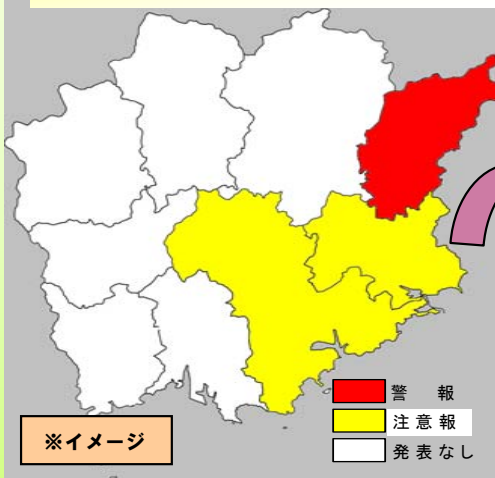 警　報
注意報
発表なし
※イメージ